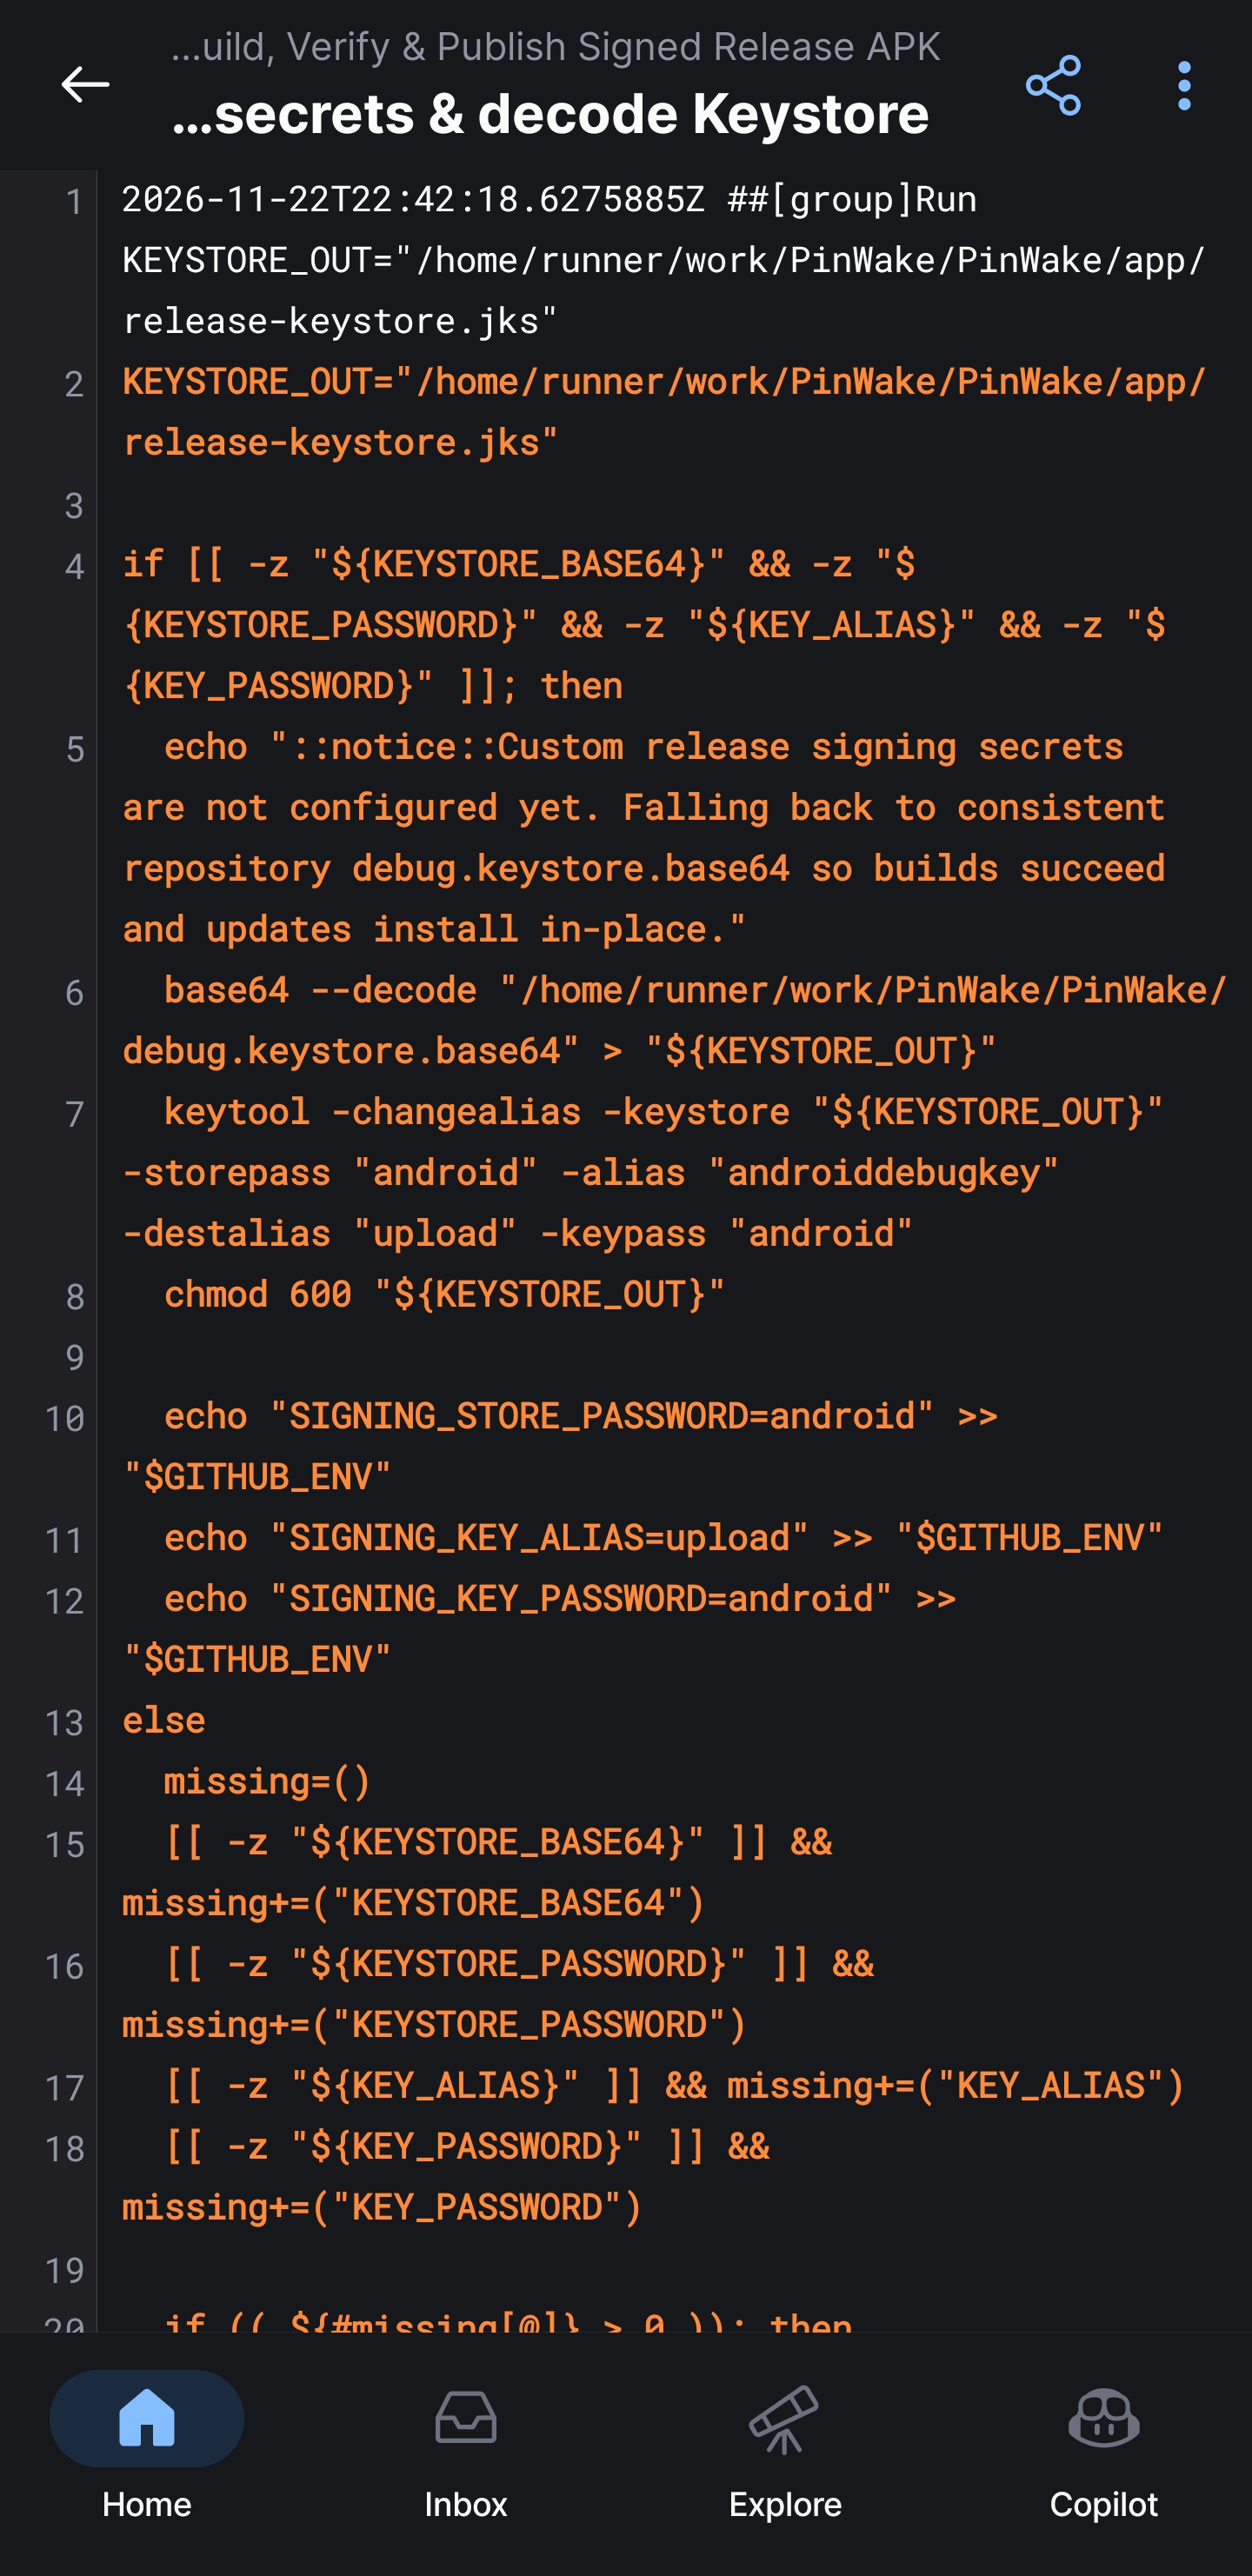 ...uild, Verify & Publish Signed Release APK
...secrets & decode Keystore
1 2026-11-22T22:42:18.6275885Z ##[group]Run
KEYSTORE_OUT="/home/runner/work/PinWake/PinWake/app/
release-keystore.jks"
2 KEYSTORE_OUT="/home/runner/work/PinWake/PinWake/app/
release-keystore.jks"
3
4 if [[ -z "${KEYSTORE_BASE64}" && -z "$
{KEYSTORE_PASSWORD}" && -z "${KEY_ALIAS}" && -z "$
{KEY_PASSWORD}" ]]; then
5   echo "::notice::Custom release signing secrets
are not configured yet. Falling back to consistent
repository debug.keystore.base64 so builds succeed
and updates install in-place."
6   base64 --decode "/home/runner/work/PinWake/PinWake/
debug.keystore.base64" > "${KEYSTORE_OUT}"
7   keytool -changealias -keystore "${KEYSTORE_OUT}"
-storepass "android" -alias "androiddebugkey"
-destalias "upload" -keypass "android"
8   chmod 600 "${KEYSTORE_OUT}"
9
10   echo "SIGNING_STORE_PASSWORD=android" >>
"$GITHUB_ENV"
11   echo "SIGNING_KEY_ALIAS=upload" >> "$GITHUB_ENV"
12   echo "SIGNING_KEY_PASSWORD=android" >>
"$GITHUB_ENV"
13 else
14   missing=()
15   [[ -z "${KEYSTORE_BASE64}" ]] &&
missing+=("KEYSTORE_BASE64")
16   [[ -z "${KEYSTORE_PASSWORD}" ]] &&
missing+=("KEYSTORE_PASSWORD")
17   [[ -z "${KEY_ALIAS}" ]] && missing+=("KEY_ALIAS")
18   [[ -z "${KEY_PASSWORD}" ]] &&
missing+=("KEY_PASSWORD")
19
20   if (( ${#missing[@]} > 0 )); then
Home
Inbox
Explore
Copilot